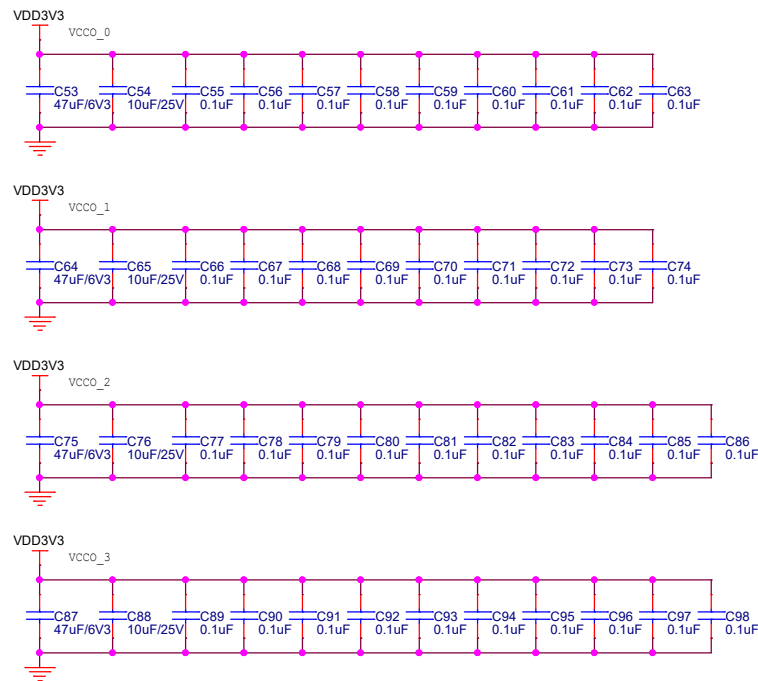 VDD3V3
VCCO_0
C53 C54 C55 C56 C57 C58 C59 C60 C61 C62 C63
47uF/6V3 10uF/25V 0.1uF 0.1uF 0.1uF 0.1uF 0.1uF 0.1uF 0.1uF 0.1uF 0.1uF
VDD3V3
VCCO_1
C64 C65 C66 C67 C68 C69 C70 C71 C72 C73 C74
47uF/6V3 10uF/25V 0.1uF 0.1uF 0.1uF 0.1uF 0.1uF 0.1uF 0.1uF 0.1uF 0.1uF
VDD3V3
VCCO_2
C75 C76 C77 C78 C79 C80 C81 C82 C83 C84 C85 C86
47uF/6V3 10uF/25V 0.1uF 0.1uF 0.1uF 0.1uF 0.1uF 0.1uF 0.1uF 0.1uF 0.1uF 0.1uF
VDD3V3
VCCO_3
C87 C88 C89 C90 C91 C92 C93 C94 C95 C96 C97 C98
47uF/6V3 10uF/25V 0.1uF 0.1uF 0.1uF 0.1uF 0.1uF 0.1uF 0.1uF 0.1uF 0.1uF 0.1uF